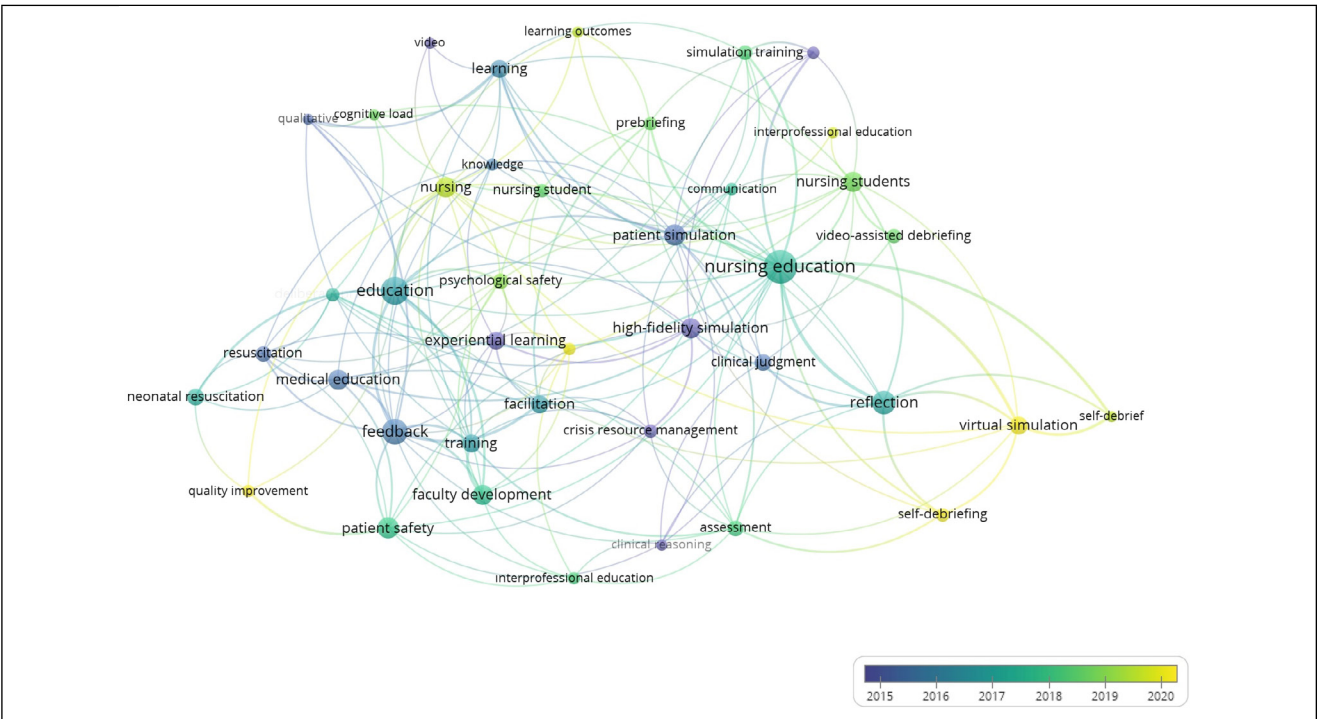 learning outcomes
video
simulation training
learning
qualitative
cognitive load
prebriefing
interprofessional education
knowledge
nursing
nursing student
communication
nursing students
patient simulation
video-assisted debriefing
nursing education
psychological safety
education
high-fidelity simulation
experiential learning
resuscitation
clinical judgment
medical education
neonatal resuscitation
facilitation
reflection
self-debrief
virtual simulation
feedback
crisis resource management
training
quality improvement
faculty development
self-debriefing
patient safety
assessment
clinical reasoning
interprofessional education
2015 2016 2017 2018 2019 2020